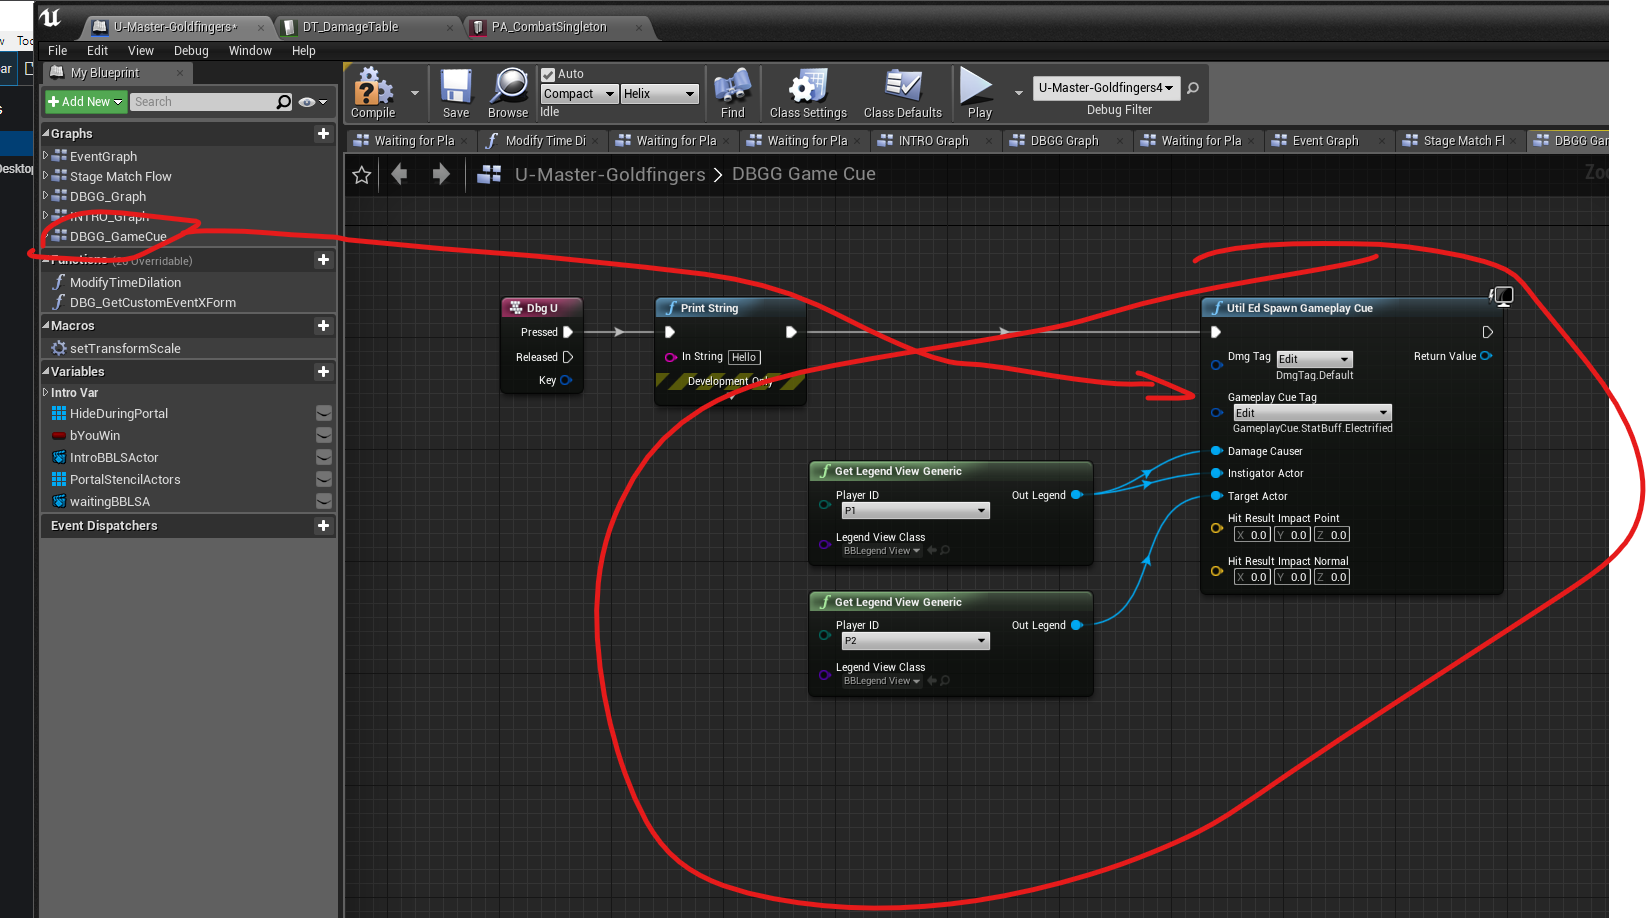 U-Master-Goldfingers*
DT_DamageTable
PA_CombatSingleton
File Edit View Debug Window Help
My Blueprint
Add New
Search
Compile
Save
Browse
Auto
Compact
Helix
Idle
Find
Class Settings
Class Defaults
Play
U-Master-Goldfingers4
Debug Filter
Waiting for Pla
Modify Time Di
Waiting for Pla
Waiting for Pla
INTRO Graph
DBGG Graph
Waiting for Pla
Event Graph
Stage Match Fl
DBGG Gar
U-Master-Goldfingers > DBGG Game Cue
Zo
Graphs
EventGraph
Stage Match Flow
DBGG_Graph
INTRO_Graph
DBGG_GameCue
Functions (20 Overridable)
ModifyTimeDilation
DBG_GetCustomEventXForm
Macros
setTransformScale
Variables
Intro Var
HideDuringPortal
bYouWin
IntroBBLSActor
PortalStencilActors
waitingBBLSA
Event Dispatchers
Dbg U
Pressed
Released
Key
Print String
In String Hello
Development Only
Util Ed Spawn Gameplay Cue
Dmg Tag Edit
DmgTag.Default
Return Value
Gameplay Cue Tag
Edit
GameplayCue.StatBuff.Electrified
Damage Causer
Instigator Actor
Target Actor
Hit Result Impact Point
X 0.0 Y 0.0 Z 0.0
Hit Result Impact Normal
X 0.0 Y 0.0 Z 0.0
Get Legend View Generic
Player ID
P1
Out Legend
Legend View Class
BBLegend View
Get Legend View Generic
Player ID
P2
Out Legend
Legend View Class
BBLegend View